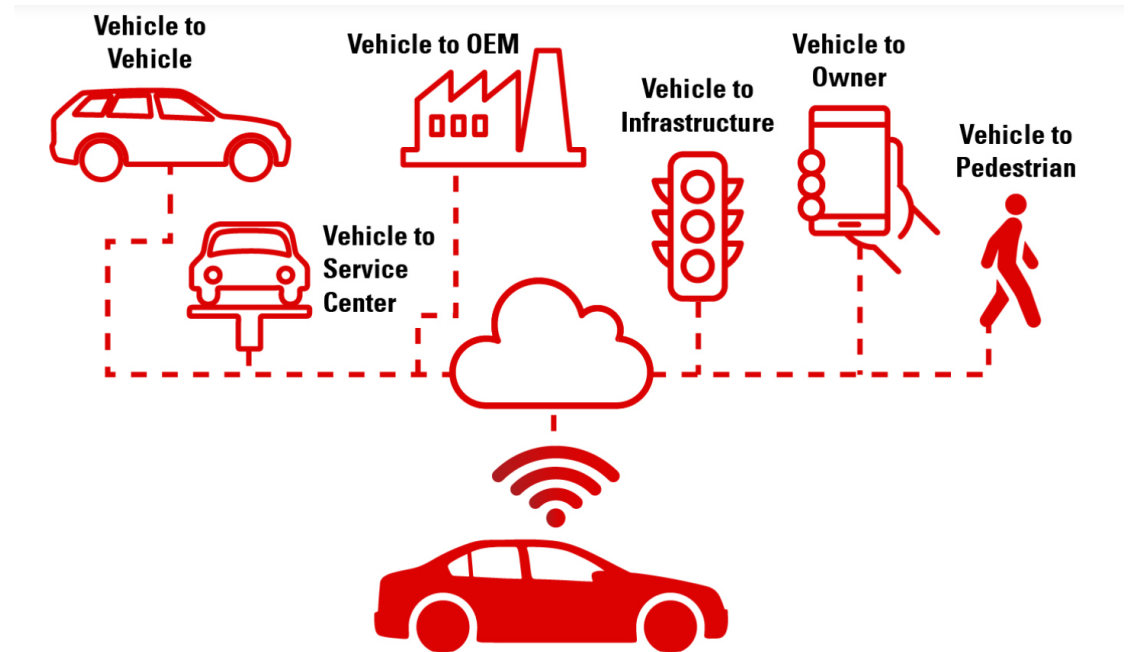 Vehicle to
Vehicle
Vehicle to OEM
Vehicle to
Infrastructure
Vehicle to
Owner
Vehicle to
Pedestrian
Vehicle to
Service
Center